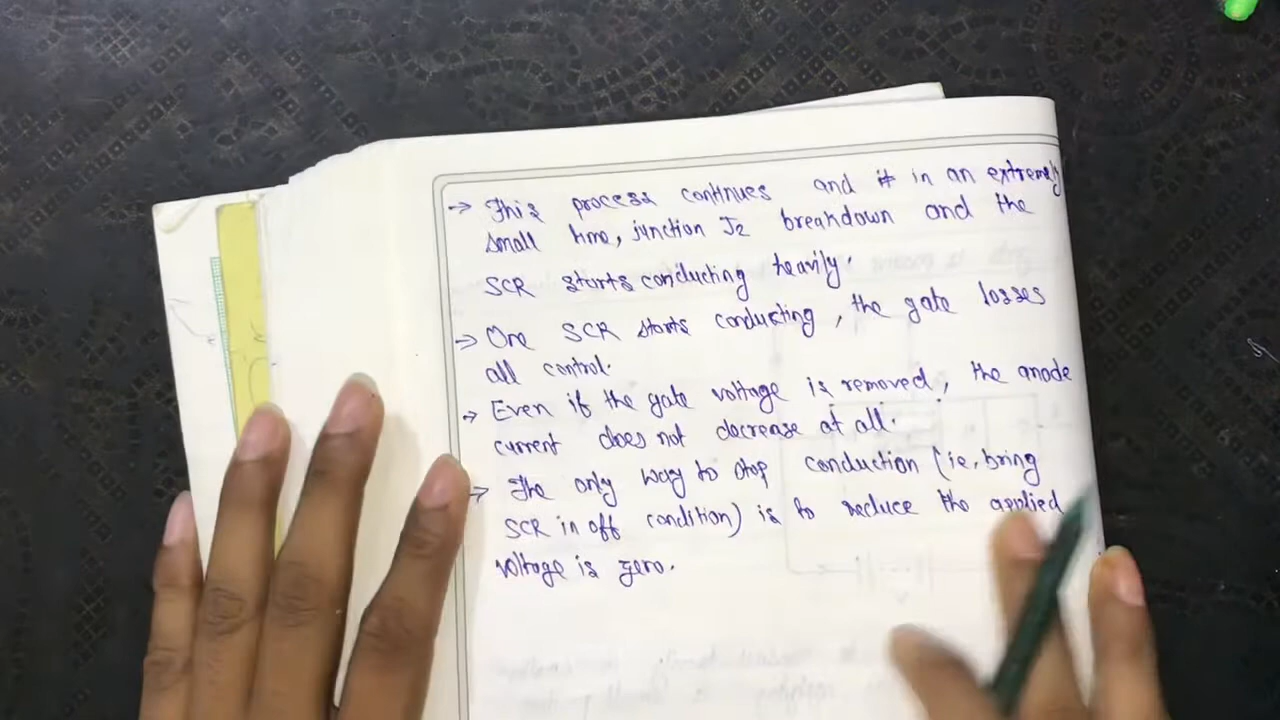 → This process continues and it in an extremely
small time, junction J2 breakdown and the
SCR starts conducting heavily.
→ One SCR starts conducting, the gate losses
all control.
→ Even if the gate voltage is removed, the anode
current does not decrease at all.
→ The only way to stop conduction (ie, bring
SCR in off condition) is to reduce the applied
voltage is zero.